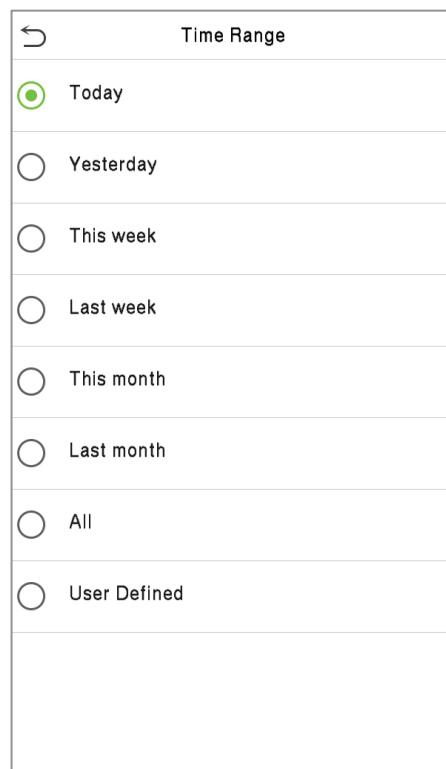 Time Range
Today
Yesterday
This week
Last week
This month
Last month
All
User Defined